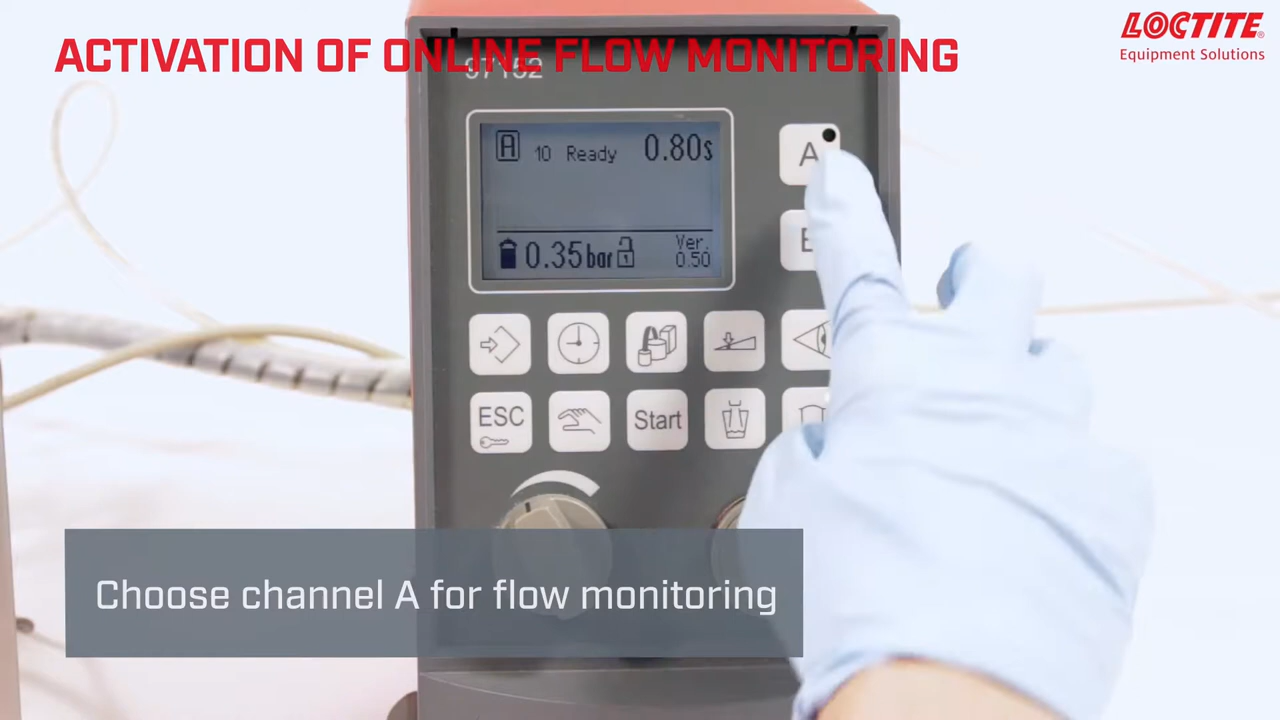 ACTIVATION OF ONLINE FLOW MONITORING
LOCTITE®
Equipment Solutions
97152
A 10 Ready 0.80s
0.35bar
Ver.
0.50
A
ESC
Start
Choose channel A for flow monitoring